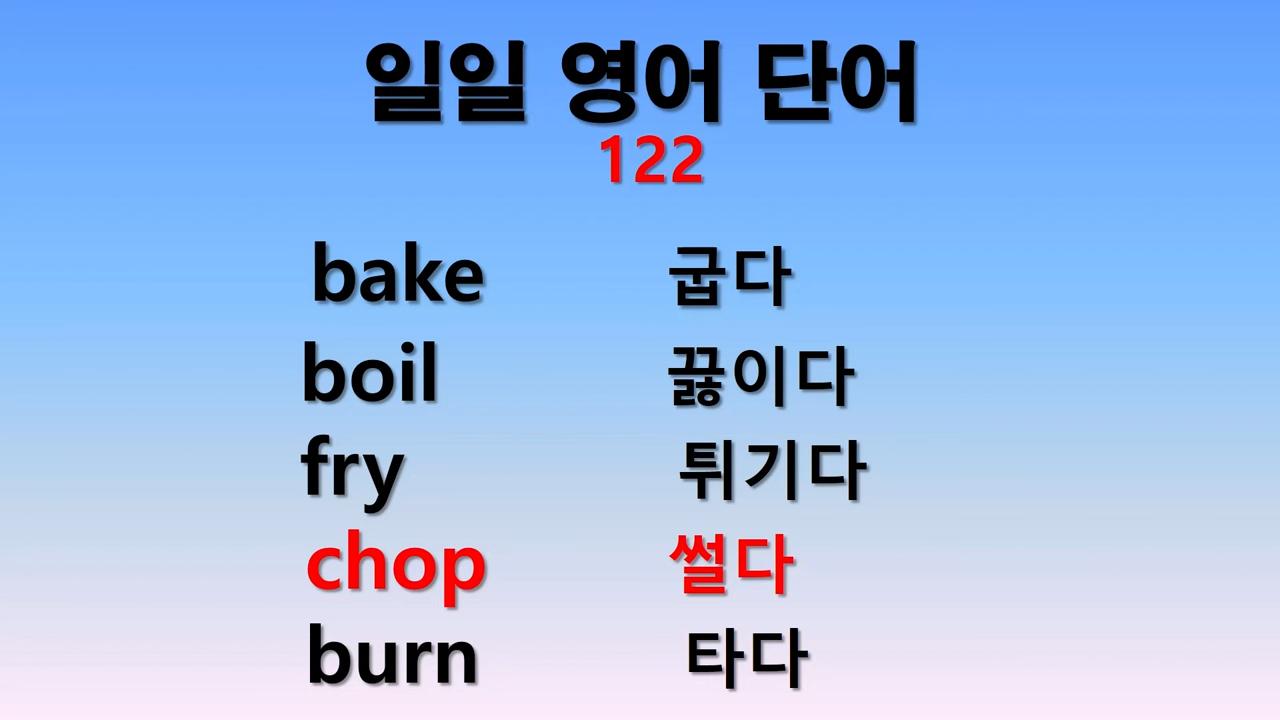 일일 영어 단어
122
bake 굽다
boil 끓이다
fry 튀기다
chop 썰다
burn 타다